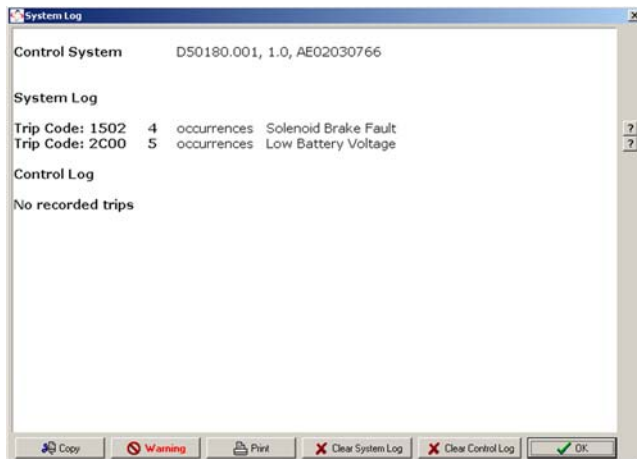 System Log
Control System D50180.001, 1.0, AE02030766
System Log
Trip Code: 1502 4 occurrences Solenoid Brake Fault ?
Trip Code: 2C00 5 occurrences Low Battery Voltage ?
Control Log
No recorded trips
Copy Warning Print Clear System Log Clear Control Log OK